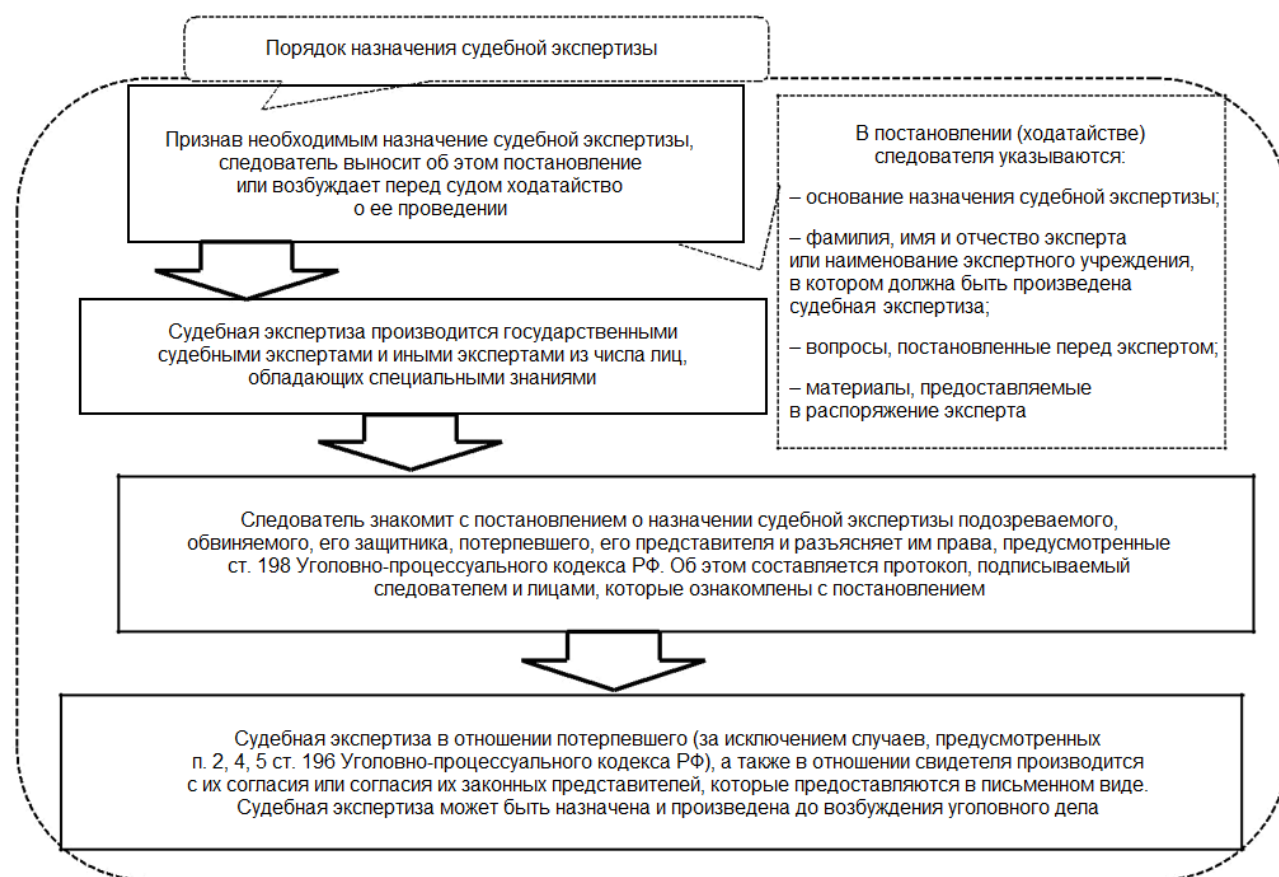 Порядок назначения судебной экспертизы
Признав необходимым назначение судебной экспертизы,
следователь выносит об этом постановление
или возбуждает перед судом ходатайство
о ее проведении
В постановлении (ходатайстве)
следователя указываются:
– основание назначения судебной экспертизы;
– фамилия, имя и отчество эксперта
или наименование экспертного учреждения,
в котором должна быть произведена
судебная экспертиза;
– вопросы, постановленные перед экспертом;
– материалы, предоставляемые
в распоряжение эксперта
Судебная экспертиза производится государственными
судебными экспертами и иными экспертами из числа лиц,
обладающих специальными знаниями
Следователь знакомит с постановлением о назначении судебной экспертизы подозреваемого,
обвиняемого, его защитника, потерпевшего, его представителя и разъясняет им права, предусмотренные
ст. 198 Уголовно-процессуального кодекса РФ. Об этом составляется протокол, подписываемый
следователем и лицами, которые ознакомлены с постановлением
Судебная экспертиза в отношении потерпевшего (за исключением случаев, предусмотренных
п. 2, 4, 5 ст. 196 Уголовно-процессуального кодекса РФ), а также в отношении свидетеля производится
с их согласия или согласия их законных представителей, которые предоставляются в письменном виде.
Судебная экспертиза может быть назначена и произведена до возбуждения уголовного дела